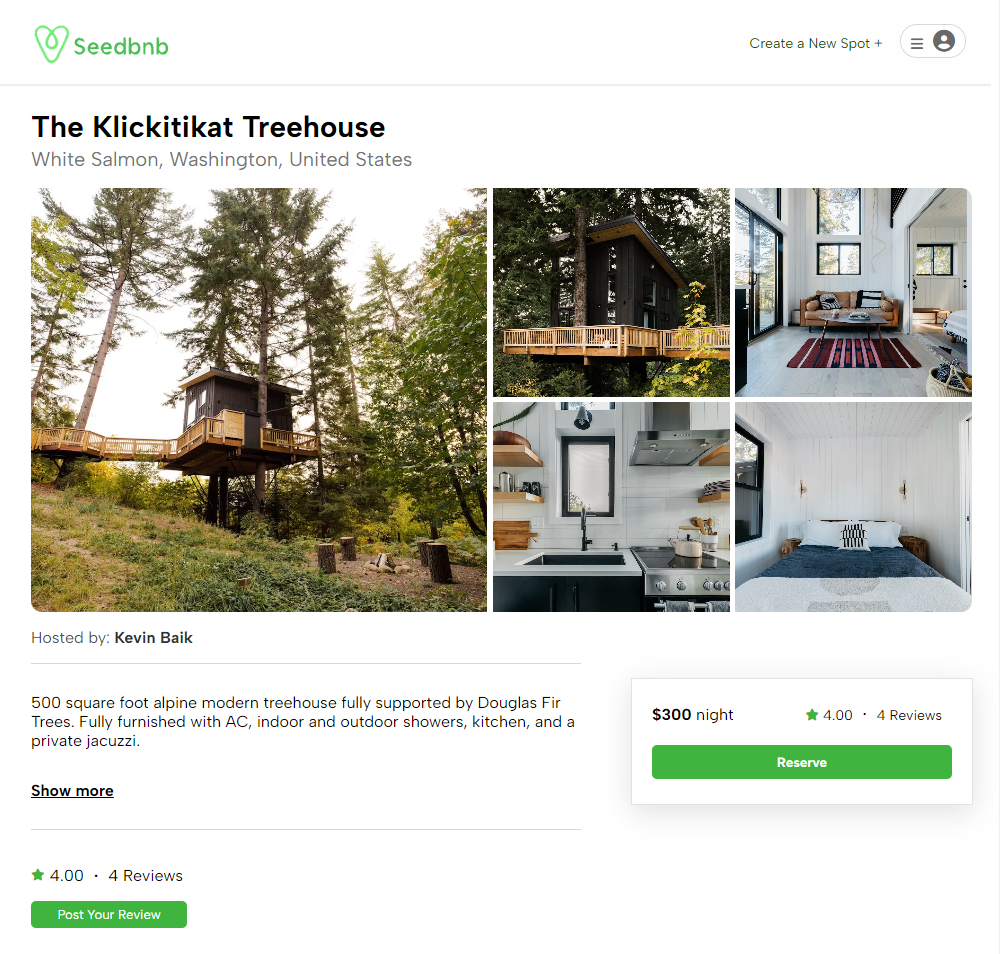 Seedbnb
Create a New Spot +
The Klickitikat Treehouse
White Salmon, Washington, United States
Hosted by: Kevin Baik
500 square foot alpine modern treehouse fully supported by Douglas Fir
Trees. Fully furnished with AC, indoor and outdoor showers, kitchen, and a
private jacuzzi.
Show more
$300 night
4.00 · 4 Reviews
Reserve
4.00 · 4 Reviews
Post Your Review